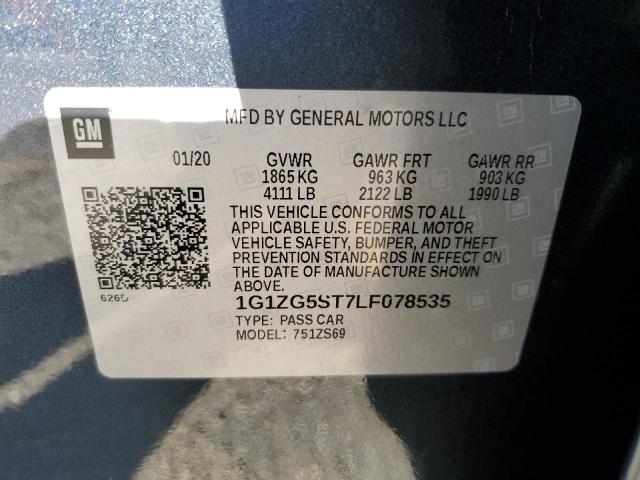 GM
MFD BY GENERAL MOTORS LLC
01/20 GVWR GAWR FRT GAWR RR
1865 KG 963 KG 903 KG
4111 LB 2122 LB 1990 LB
THIS VEHICLE CONFORMS TO ALL
APPLICABLE U.S. FEDERAL MOTOR
VEHICLE SAFETY, BUMPER, AND THEFT
PREVENTION STANDARDS IN EFFECT ON
THE DATE OF MANUFACTURE SHOWN
ABOVE.
6265
1G1ZG5ST7LF078535
TYPE: PASS CAR
MODEL: 751ZS69